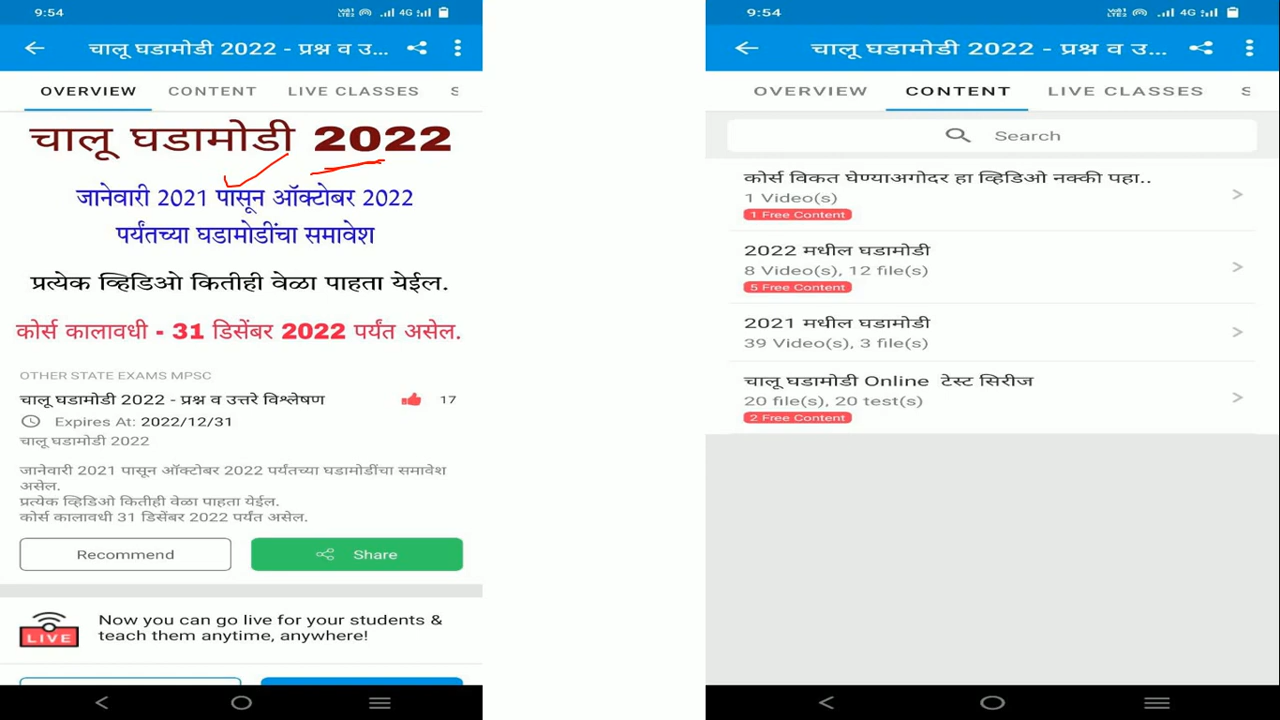 9:54
4G
चालू घडामोडी 2022 - प्रश्न व उ...
OVERVIEW CONTENT LIVE CLASSES S
चालू घडामोडी 2022
जानेवारी 2021 पासून ऑक्टोबर 2022
पर्यंतच्या घडामोडींचा समावेश
प्रत्येक व्हिडिओ कितीही वेळा पाहता येईल.
कोर्स कालावधी - 31 डिसेंबर 2022 पर्यंत असेल.
OTHER STATE EXAMS MPSC
चालू घडामोडी 2022 - प्रश्न व उत्तरे विश्लेषण 17
Expires At: 2022/12/31
चालू घडामोडी 2022
जानेवारी 2021 पासून ऑक्टोबर 2022 पर्यंतच्या घडामोडींचा समावेश
असेल.
प्रत्येक व्हिडिओ कितीही वेळा पाहता येईल.
कोर्स कालावधी 31 डिसेंबर 2022 पर्यंत असेल.
Recommend Share
LIVE
Now you can go live for your students &
teach them anytime, anywhere!
9:54
4G
चालू घडामोडी 2022 - प्रश्न व उ...
OVERVIEW CONTENT LIVE CLASSES S
Search
कोर्स विकत घेण्याअगोदर हा व्हिडिओ नक्की पहा..
1 Video(s)
1 Free Content
2022 मधील घडामोडी
8 Video(s), 12 file(s)
5 Free Content
2021 मधील घडामोडी
39 Video(s), 3 file(s)
चालू घडामोडी Online टेस्ट सिरीज
20 file(s), 20 test(s)
2 Free Content